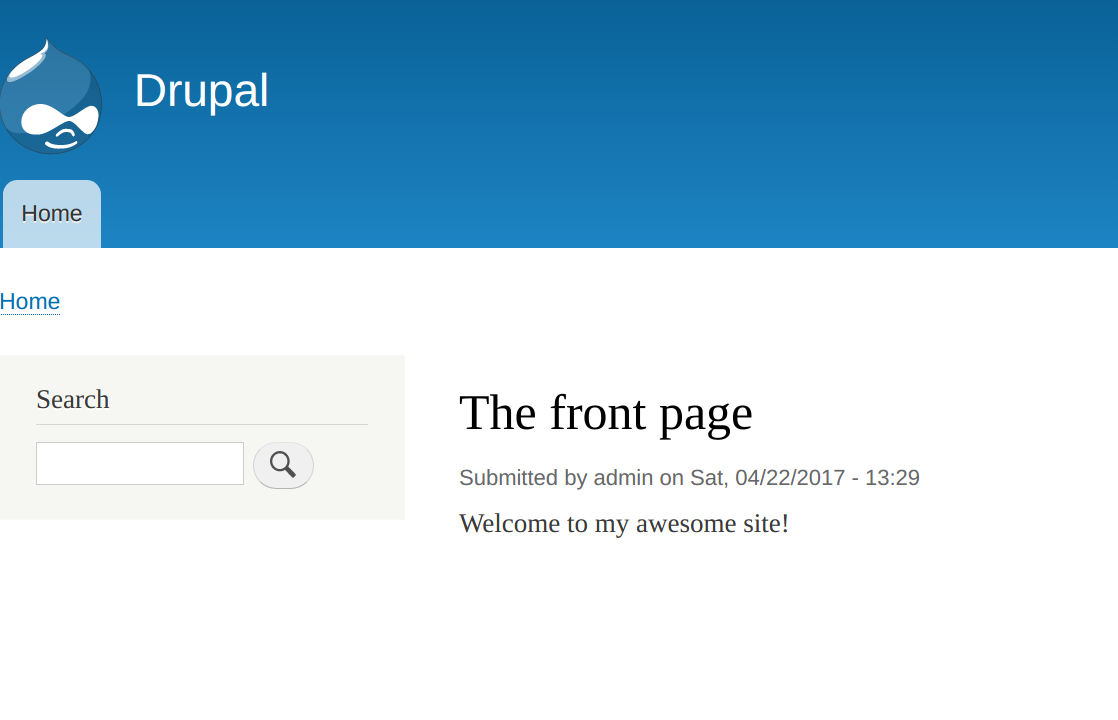 Drupal
Home
Home
Search
The front page
Submitted by admin on Sat, 04/22/2017 - 13:29
Welcome to my awesome site!